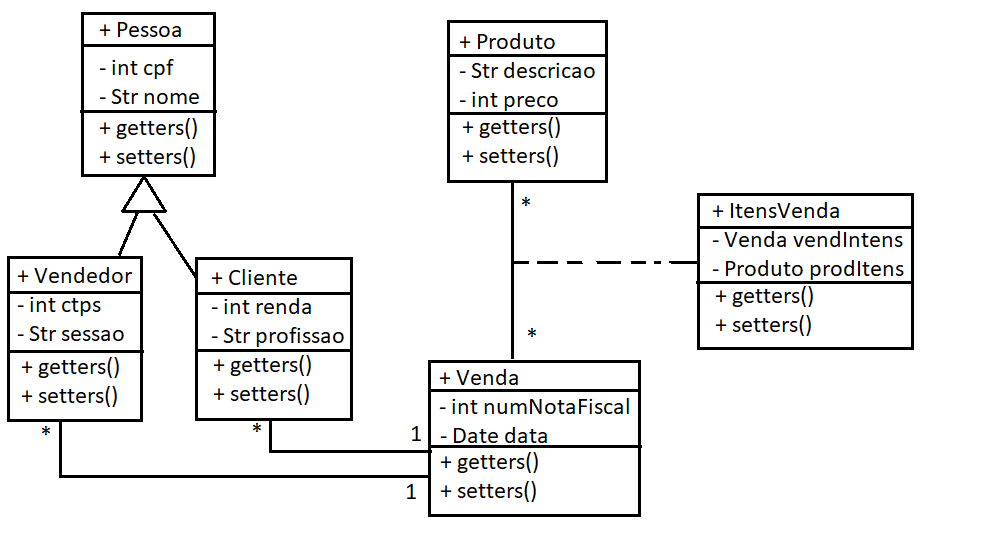 + Pessoa
- int cpf
- Str nome
+ getters()
+ setters()
+ Produto
- Str descricao
- int preco
+ getters()
+ setters()
*
*
+ ItensVenda
- Venda vendIntens
- Produto prodItens
+ getters()
+ setters()
+ Vendedor
- int ctps
- Str sessao
+ getters()
+ setters()
*
+ Cliente
- int renda
- Str profissao
+ getters()
+ setters()
*
1
1
+ Venda
- int numNotaFiscal
- Date data
+ getters()
+ setters()